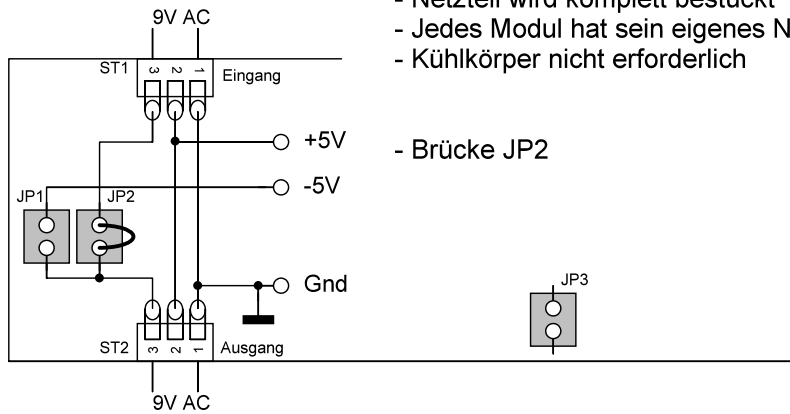 9V AC
- Netzteil wird komplett bestückt
- Jedes Modul hat sein eigenes N
- Kühlkörper nicht erforderlich
ST1
3 2 1
Eingang
+5V
- Brücke JP2
-5V
JP1
JP2
Gnd
JP3
ST2
3 2 1
Ausgang
9V AC